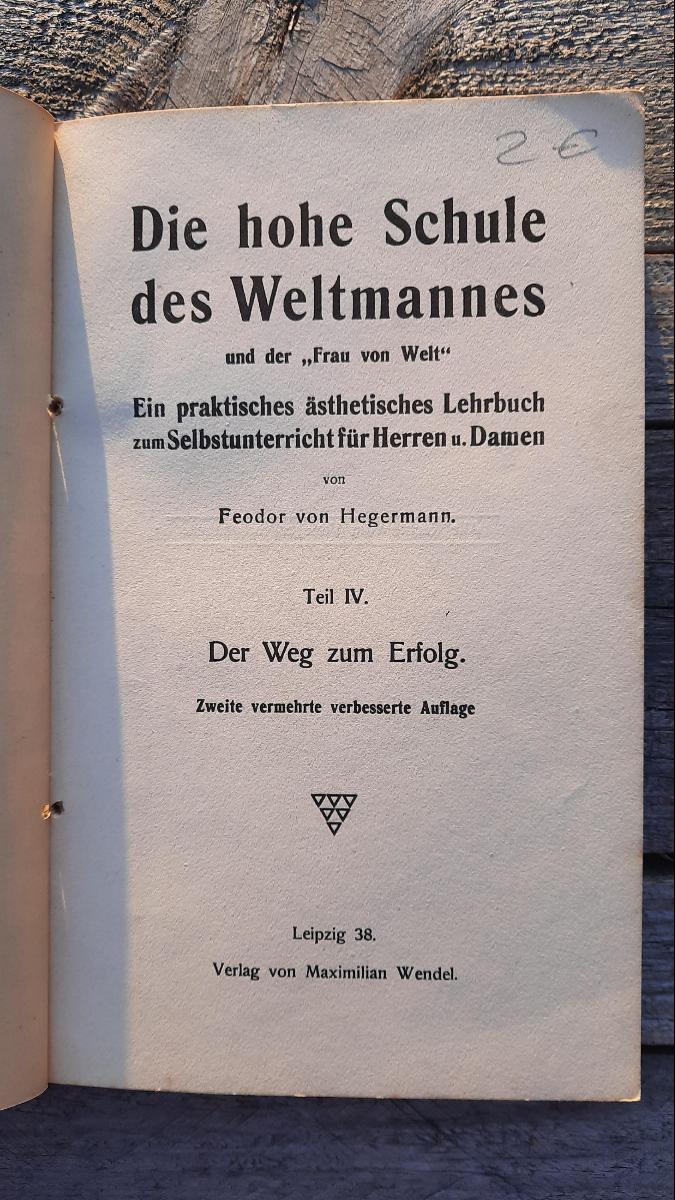 2 €
Die hohe Schule
des Weltmannes
und der „Frau von Welt“
Ein praktisches ästhetisches Lehrbuch
zum Selbstunterricht für Herren u. Damen
von
Feodor von Hegermann.
Teil IV.
Der Weg zum Erfolg.
Zweite vermehrte verbesserte Auflage
Leipzig 38.
Verlag von Maximilian Wendel.